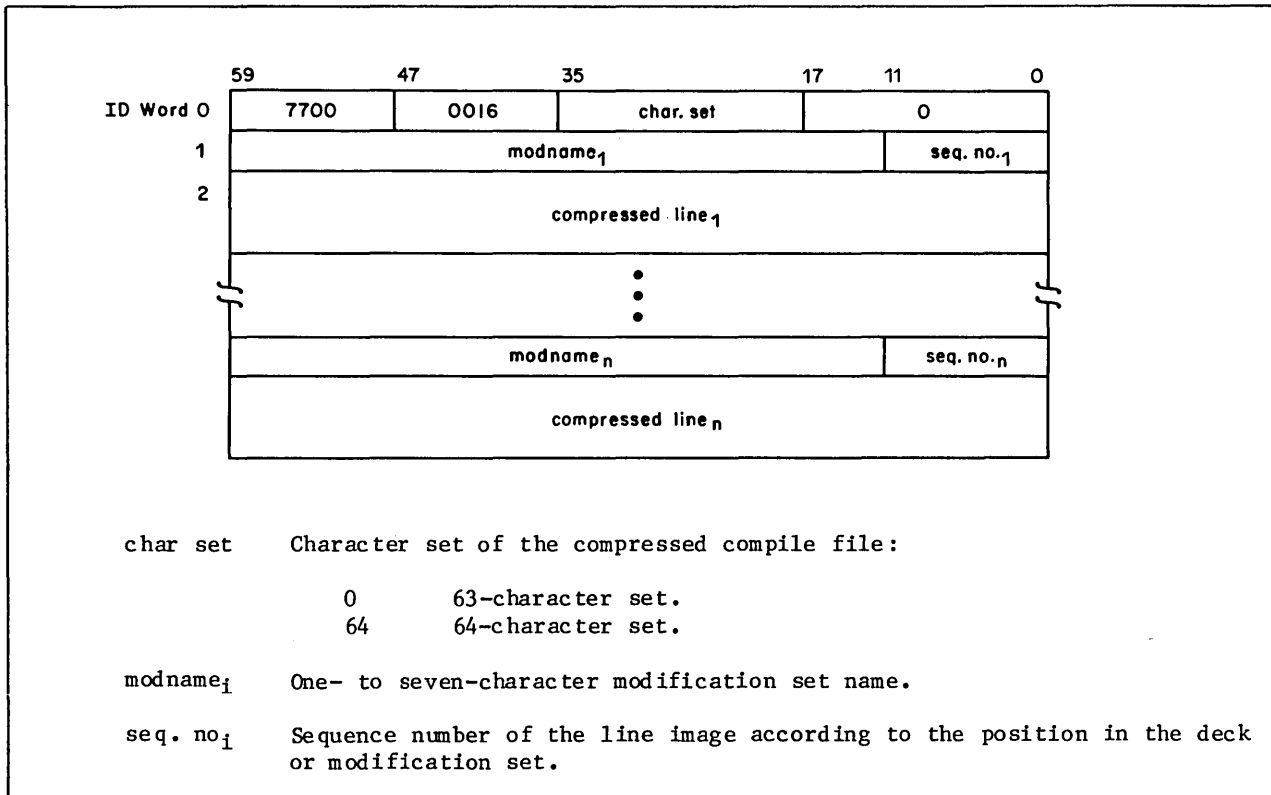 59 47 35 17 11 0
ID Word 0 7700 0016 char. set 0
1 modname1 seq. no.1
2
compressed line1
modnamen seq. no.n
compressed linen
char set Character set of the compressed compile file:
0 63-character set.
64 64-character set.
modnamei One- to seven-character modification set name.
seq. noi Sequence number of the line image according to the position in the deck
or modification set.